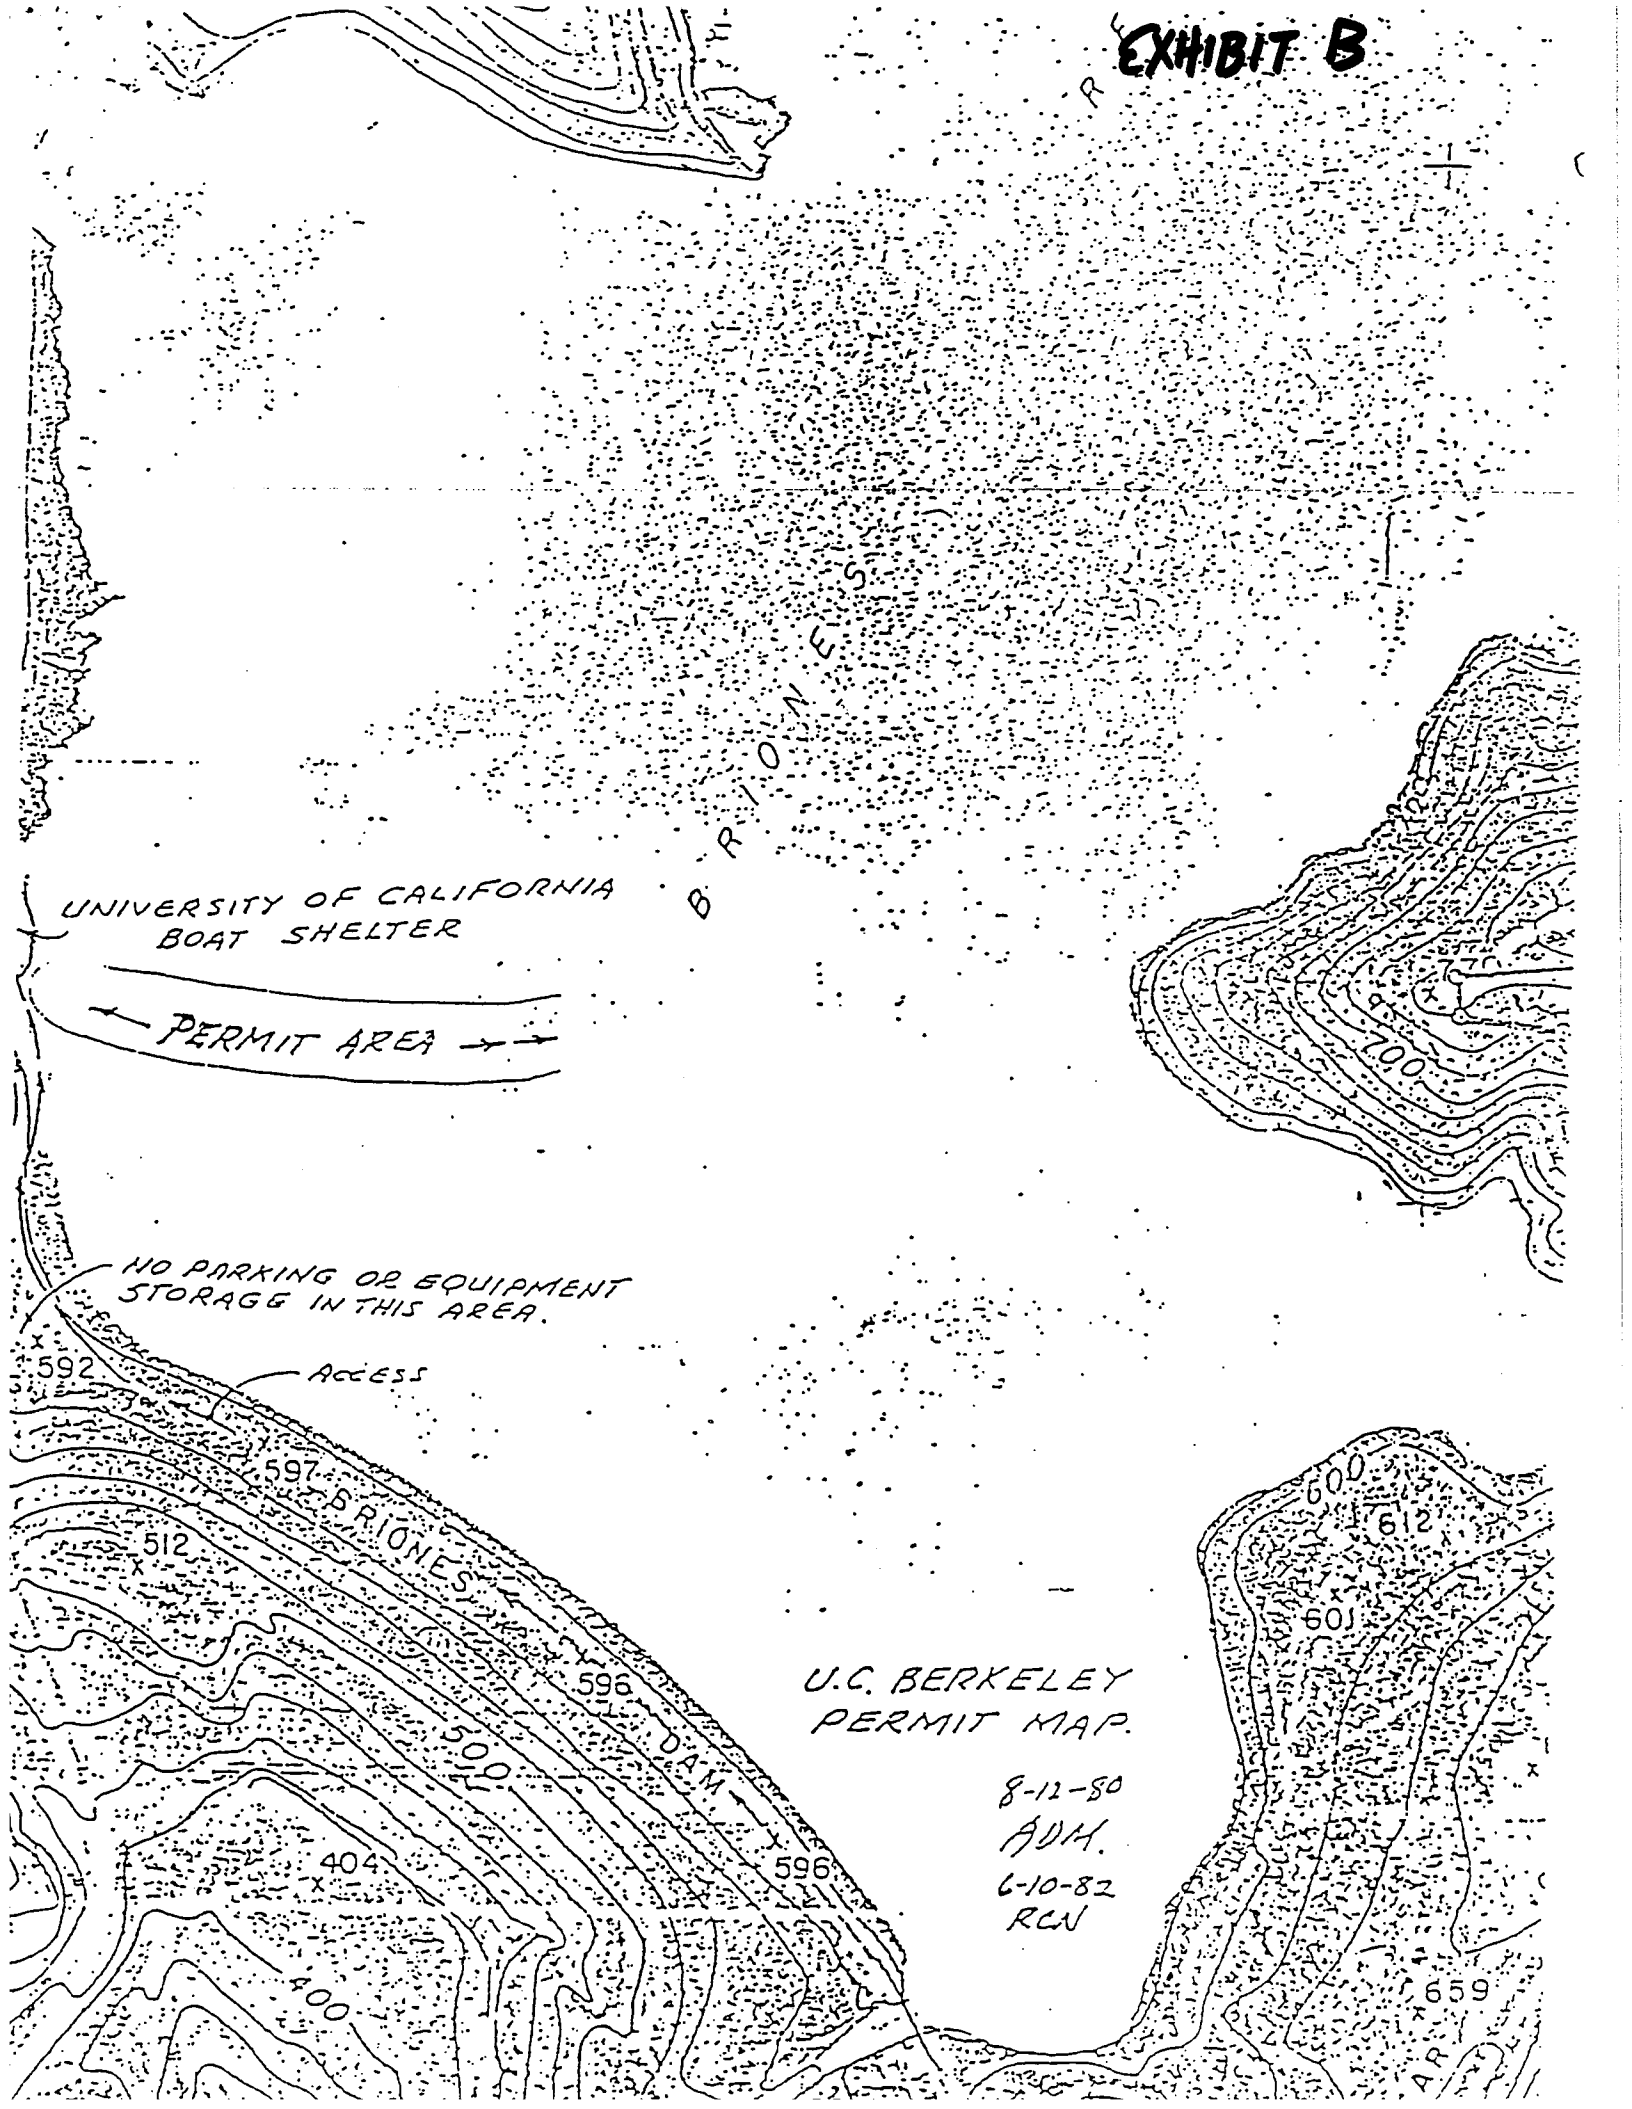 EXHIBIT B
R E
BRIONES
UNIVERSITY OF CALIFORNIA
BOAT SHELTER
PERMIT AREA
700
NO PARKING OR EQUIPMENT
STORAGE IN THIS AREA.
592
ACCESS
597
BRIONES
DAM
512
596
500
596
404
400
600
612
601
659
AR
U.C. BERKELEY
PERMIT MAP.
8-12-80
ADM.
6-10-82
RCN